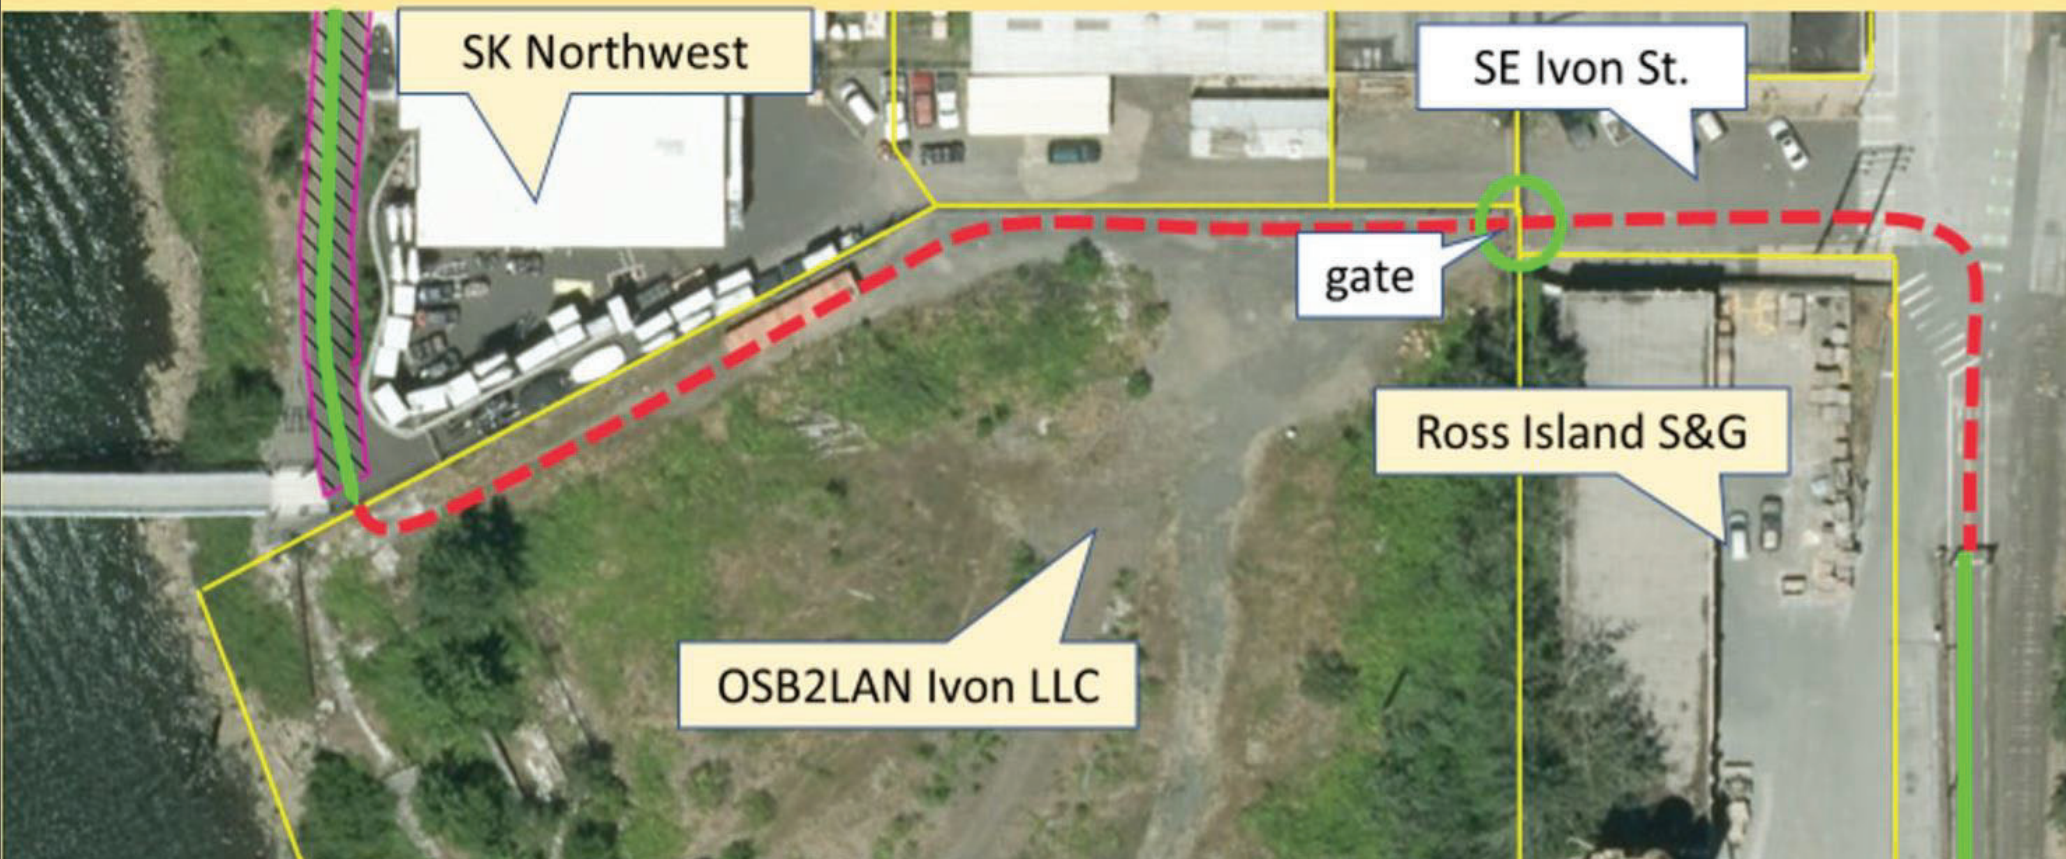 SK Northwest
SE Ivon St.
gate
Ross Island S&G
OSB2LAN Ivon LLC